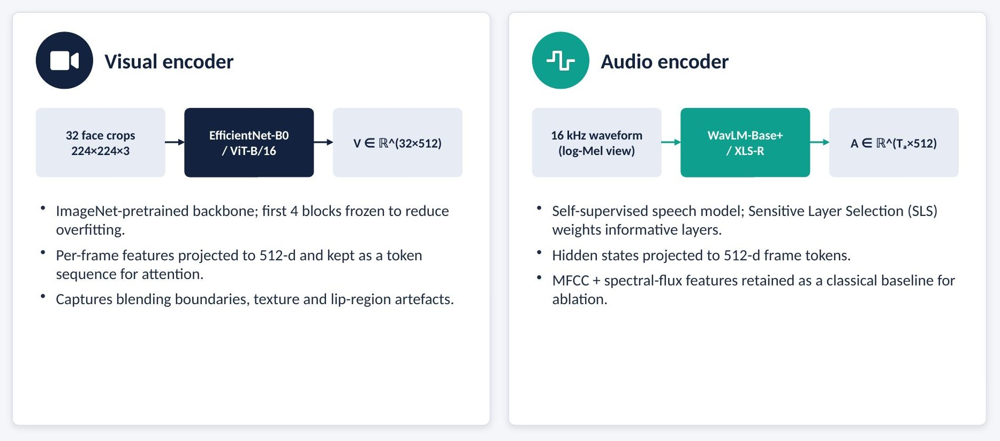 Visual encoder
32 face crops
224×224×3
EfficientNet-B0
/ ViT-B/16
V ∈ ℝ^(32×512)
• ImageNet-pretrained backbone; first 4 blocks frozen to reduce
overfitting.
• Per-frame features projected to 512-d and kept as a token
sequence for attention.
• Captures blending boundaries, texture and lip-region artefacts.
Audio encoder
16 kHz waveform
(log-Mel view)
WavLM-Base+
/ XLS-R
A ∈ ℝ^(Tₐ×512)
• Self-supervised speech model; Sensitive Layer Selection (SLS)
weights informative layers.
• Hidden states projected to 512-d frame tokens.
• MFCC + spectral-flux features retained as a classical baseline for
ablation.